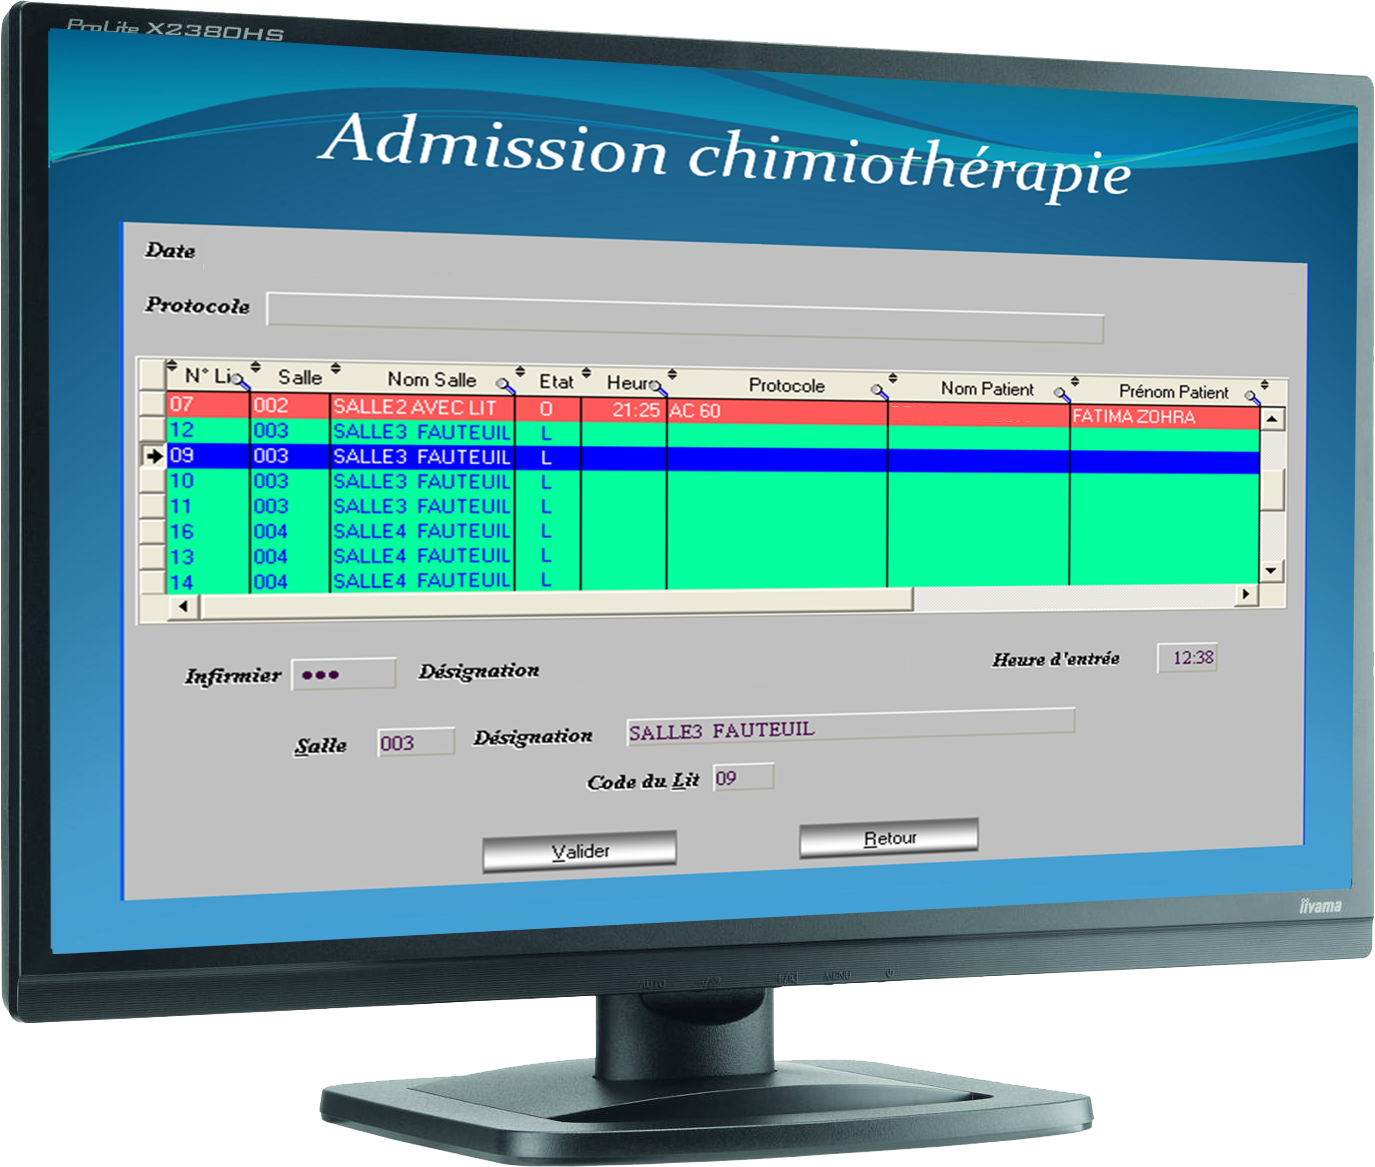 ProLite X2380HS
Admission chimiothérapie
Date
Protocole
N° Li Salle Nom Salle Etat Heure Protocole Nom Patient Prénom Patient
07 002 SALLE2 AVEC LIT O 21:25 AC 60 FATIMA ZOHRA
12 003 SALLE3 FAUTEUIL L
09 003 SALLE3 FAUTEUIL L
10 003 SALLE3 FAUTEUIL L
11 003 SALLE3 FAUTEUIL L
16 004 SALLE4 FAUTEUIL L
13 004 SALLE4 FAUTEUIL L
14 004 SALLE4 FAUTEUIL L
Infirmier ●●● Désignation Heure d'entrée 12:38
Salle 003 Désignation SALLE3 FAUTEUIL
Code du Lit 09
Valider Retour
iiyama
AUTO MENU